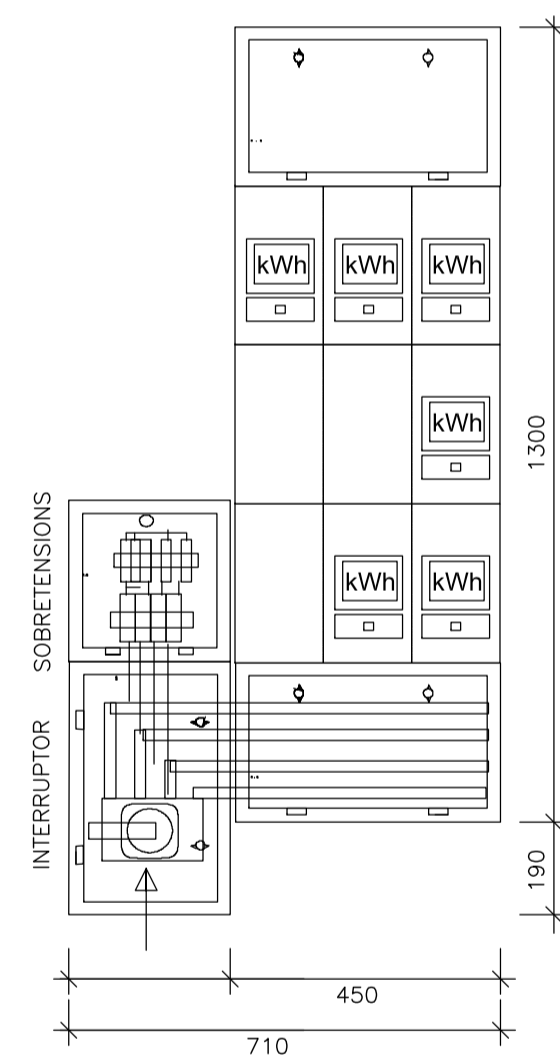 kWh kWh kWh
kWh
1300
SOBRETENSIONS
kWh kWh
INTERRUPTOR
190
450
710